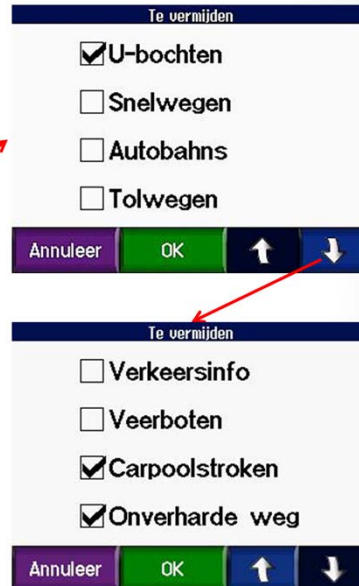 Te vermijden
U-bochten
Snelwegen
Autobahns
Tolwegen
Annuleer OK
Te vermijden
Verkeersinfo
Veerboten
Carpoolstroken
Onverharde weg
Annuleer OK